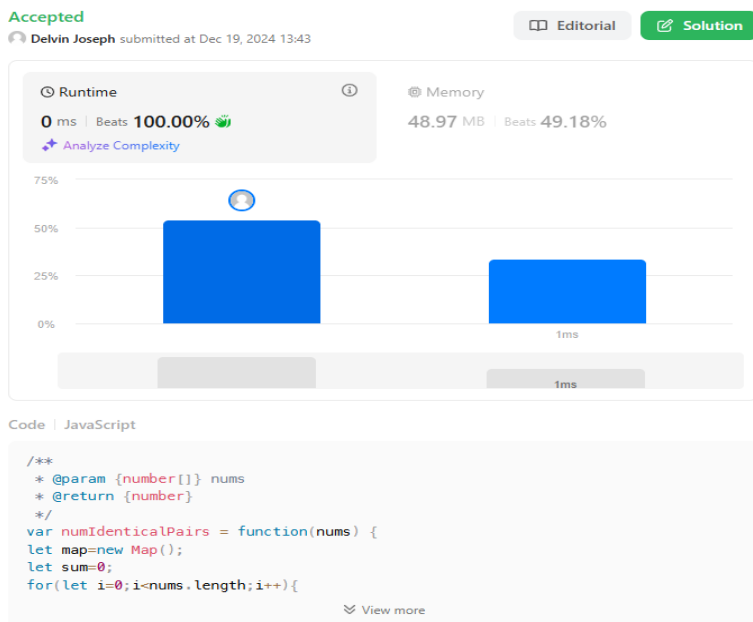 Accepted
Delvin Joseph submitted at Dec 19, 2024 13:43
Editorial
Solution
Runtime
0 ms | Beats 100.00%
Analyze Complexity
Memory
48.97 MB | Beats 49.18%
75%
50%
25%
0%
1ms
1ms
Code | JavaScript
/**
 * @param {number[]} nums
 * @return {number}
 */
var numIdenticalPairs = function(nums) {
let map=new Map();
let sum=0;
for(let i=0;i<nums.length;i++){
View more